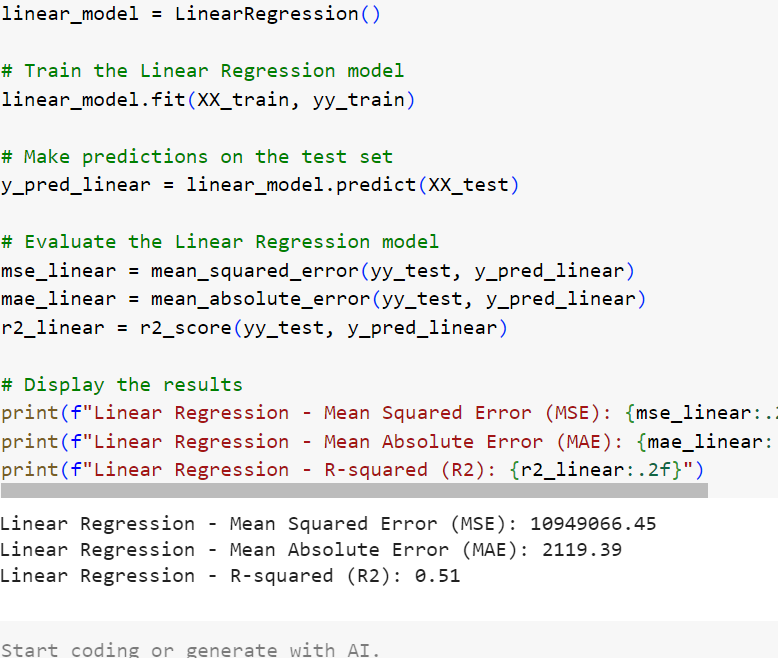 linear_model = LinearRegression()
# Train the Linear Regression model
linear_model.fit(XX_train, yy_train)
# Make predictions on the test set
y_pred_linear = linear_model.predict(XX_test)
# Evaluate the Linear Regression model
mse_linear = mean_squared_error(yy_test, y_pred_linear)
mae_linear = mean_absolute_error(yy_test, y_pred_linear)
r2_linear = r2_score(yy_test, y_pred_linear)
# Display the results
print(f"Linear Regression - Mean Squared Error (MSE): {mse_linear:.2
print(f"Linear Regression - Mean Absolute Error (MAE): {mae_linear:
print(f"Linear Regression - R-squared (R2): {r2_linear:.2f}")
Linear Regression - Mean Squared Error (MSE): 10949066.45
Linear Regression - Mean Absolute Error (MAE): 2119.39
Linear Regression - R-squared (R2): 0.51
Start coding or generate with AI.